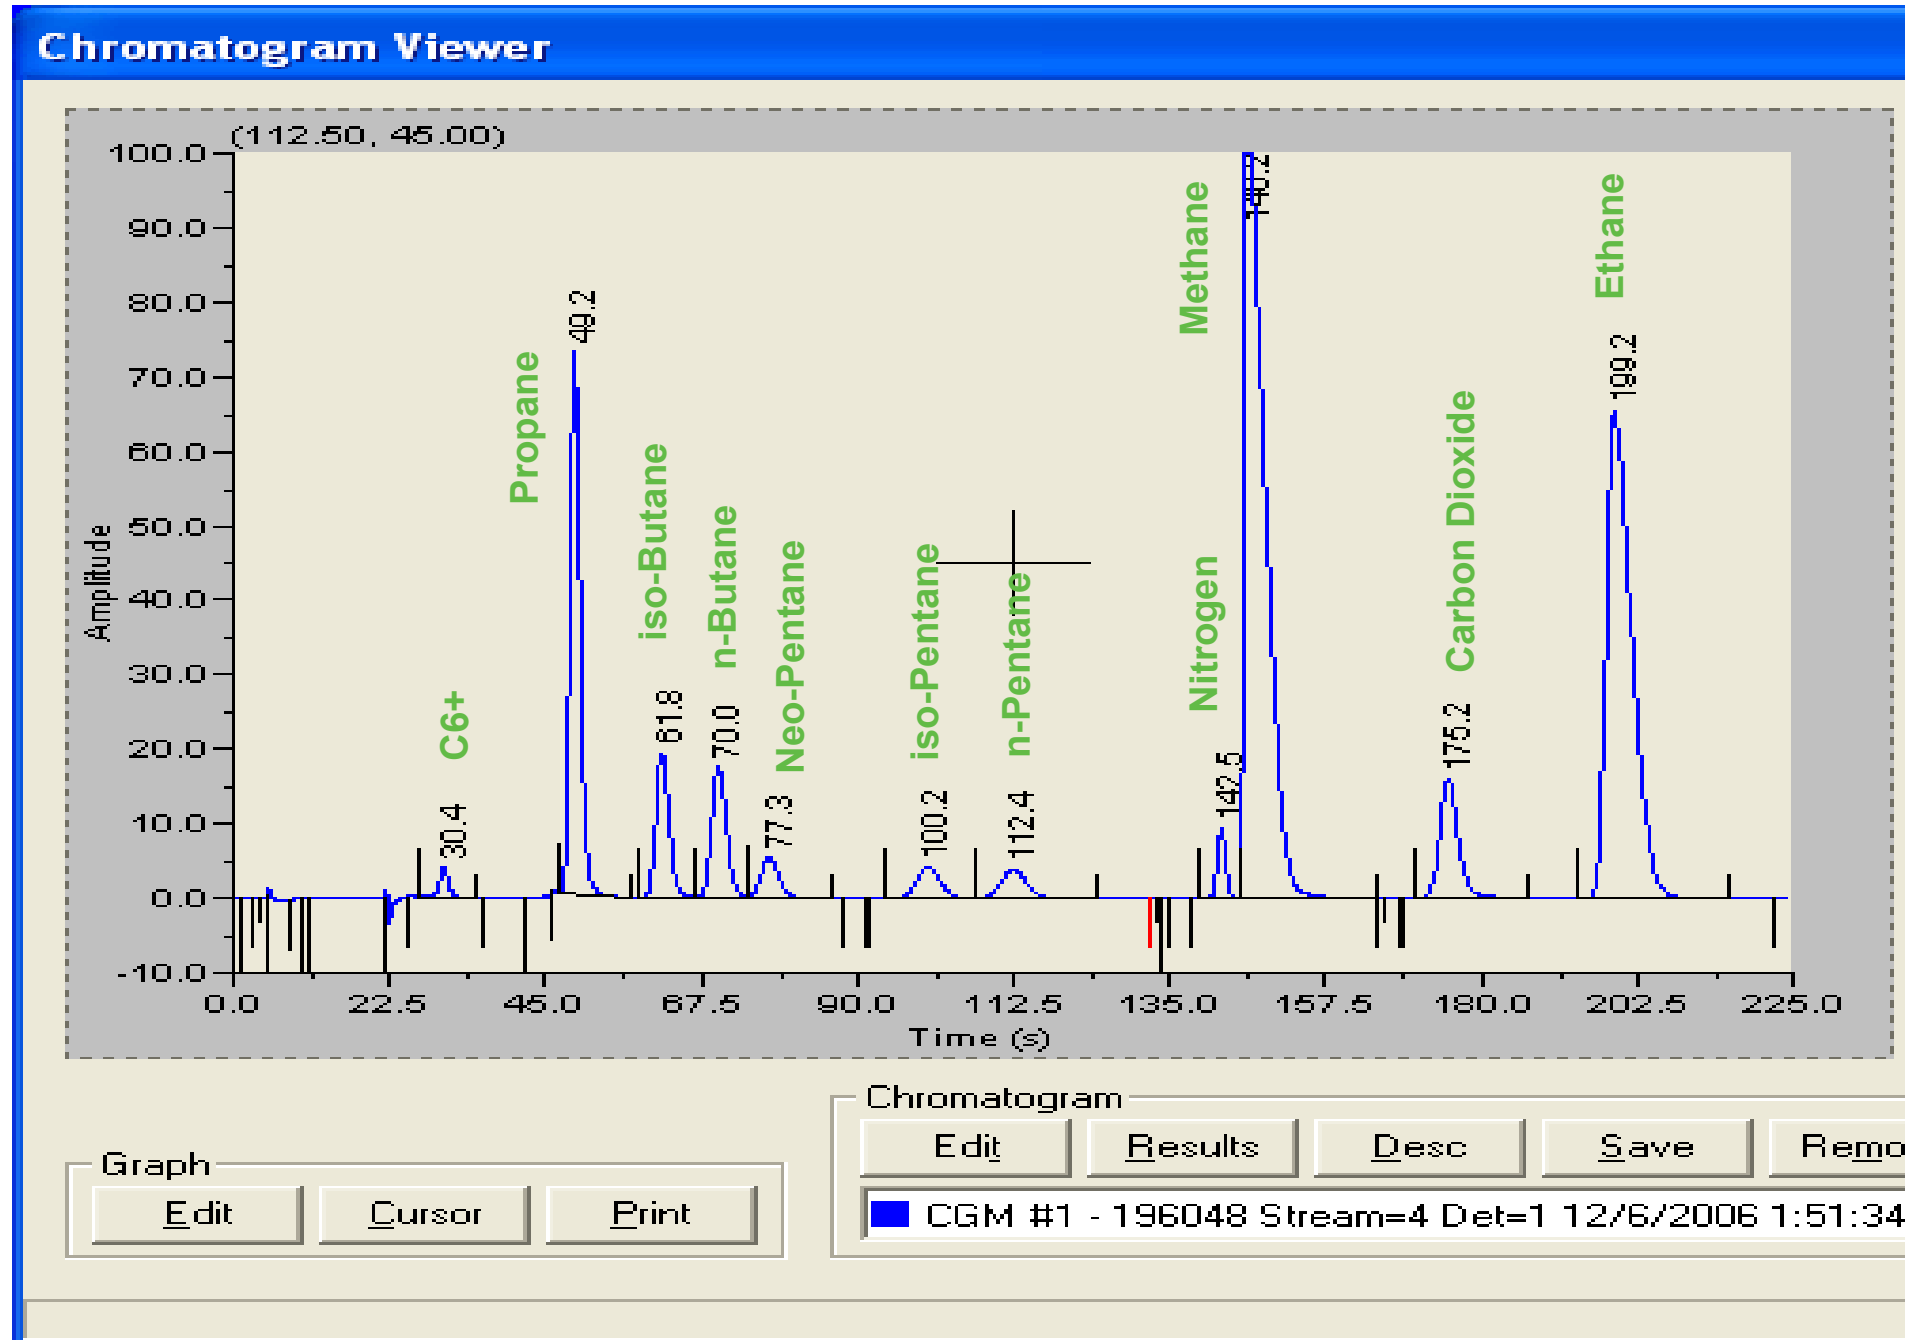 Chromatogram Viewer
(112.50, 45.00)
100.0
90.0
80.0
70.0
60.0
50.0
40.0
30.0
20.0
10.0
0.0
-10.0
Amplitude
0.0 22.5 45.0 67.5 90.0 112.5 135.0 157.5 180.0 202.5 225.0
Time (s)
C6+
30.4
Propane
49.2
iso-Butane
61.8
n-Butane
70.0
Neo-Pentane
77.3
iso-Pentane
100.2
n-Pentane
112.4
Nitrogen
142.5
Methane
Carbon Dioxide
175.2
Ethane
199.2
Graph
Edit Cursor Print
Chromatogram
Edit Results Desc Save Remo
CGM #1 - 196048 Stream=4 Det=1 12/6/2006 1:51:34